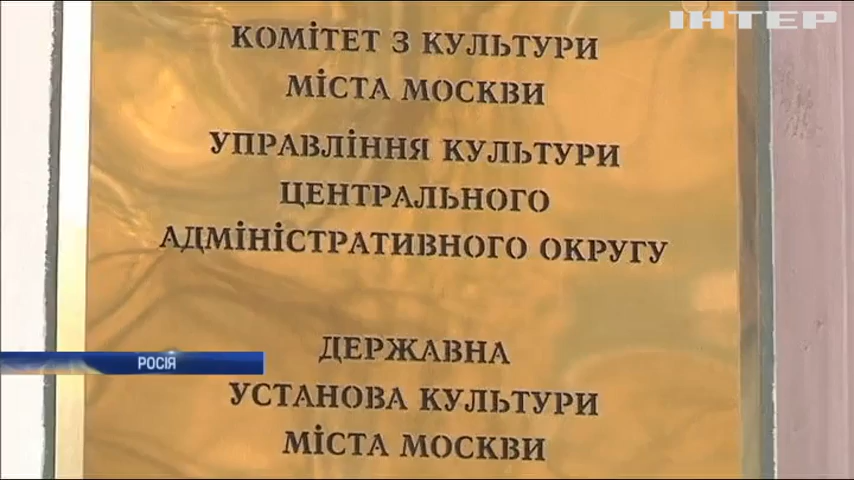 ІНТЕР
КОМІТЕТ З КУЛЬТУРИ
МІСТА МОСКВИ
УПРАВЛІННЯ КУЛЬТУРИ
ЦЕНТРАЛЬНОГО
АДМІНІСТРАТИВНОГО ОКРУГУ
ДЕРЖАВНА
РОСІЯ
УСТАНОВА КУЛЬТУРИ
МІСТА МОСКВИ